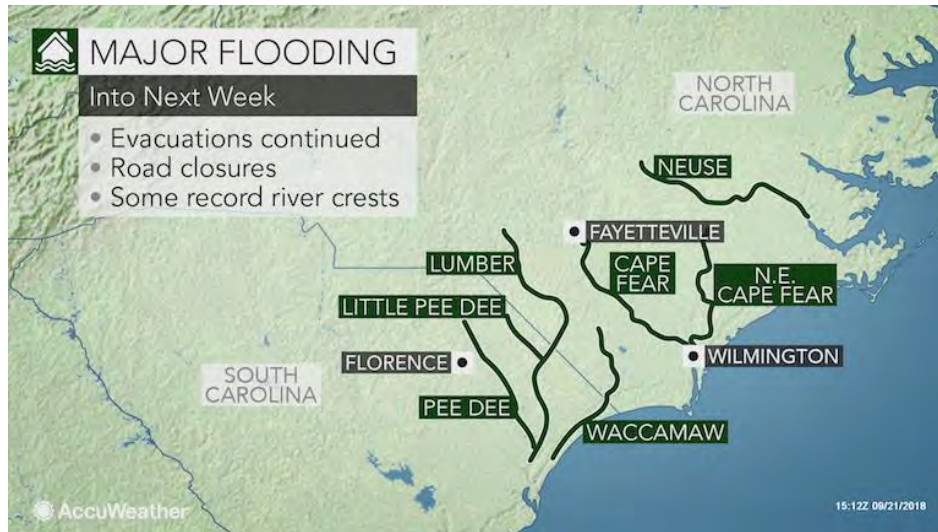 MAJOR FLOODING
Into Next Week
• Evacuations continued
• Road closures
• Some record river crests
NORTH
CAROLINA
NEUSE
FAYETTEVILLE
LUMBER
CAPE
FEAR
N.E.
CAPE FEAR
LITTLE PEE DEE
FLORENCE
WILMINGTON
SOUTH
CAROLINA
PEE DEE
WACCAMAW
AccuWeather
15:12Z 09/21/2018